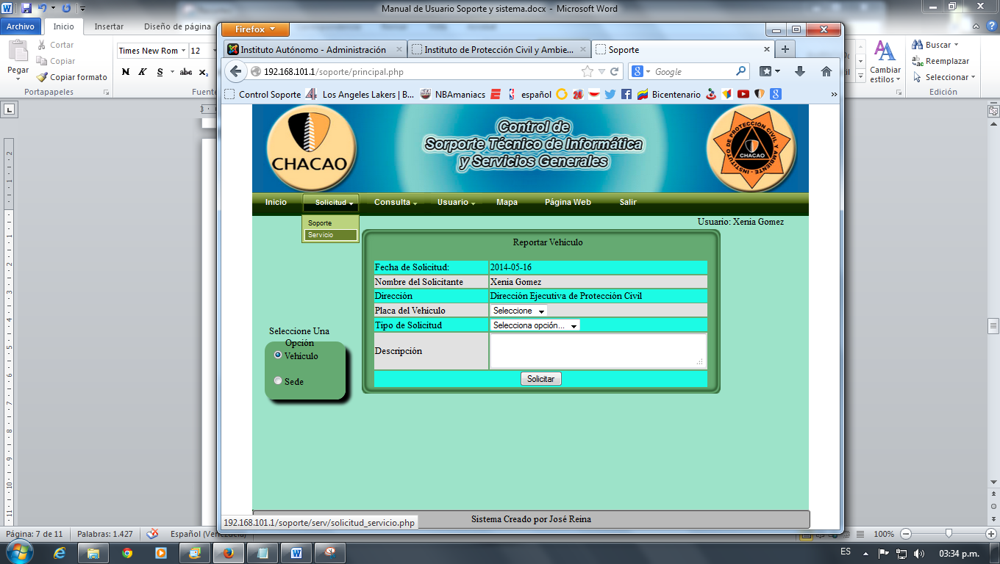 Manual de Usuario Soporte y sistema.docx - Microsoft Word
Archivo Inicio Insertar Diseño de página
Pegar
Cortar
Copiar
Copiar formato
Portapapeles
Times New Rom 12
N K S abc x₂
Fuente
Cambiar estilos
Buscar
Reemplazar
Seleccionar
Edición
Firefox
Instituto Autónomo - Administración
Instituto de Protección Civil y Ambie...
Soporte
192.168.101.1/soporte/principal.php
Google
Control Soporte Los Angeles Lakers | B... NBAmaniacs español Bicentenario »
CHACAO
Control de
Sorporte Técnico de Informática
y Servicios Generales
INSTITUTO DE PROTECCIÓN CIVIL Y AMBIENTE
CHACAO
Inicio Solicitud Consulta Usuario Mapa Página Web Salir
Soporte
Servicio
Usuario: Xenia Gomez
Reportar Vehículo
Fecha de Solicitud: 2014-05-16
Nombre del Solicitante Xenia Gomez
Dirección Dirección Ejecutiva de Protección Civil
Placa del Vehículo Seleccione
Tipo de Solicitud Selecciona opción...
Descripción
Solicitar
Seleccione Una
Opción
Vehículo
Sede
Sistema Creado por José Reina
192.168.101.1/soporte/serv/solicitud_servicio.php
Página: 7 de 11 Palabras: 1.427 Español (Venezuela) 100%
ES 03:34 p.m.